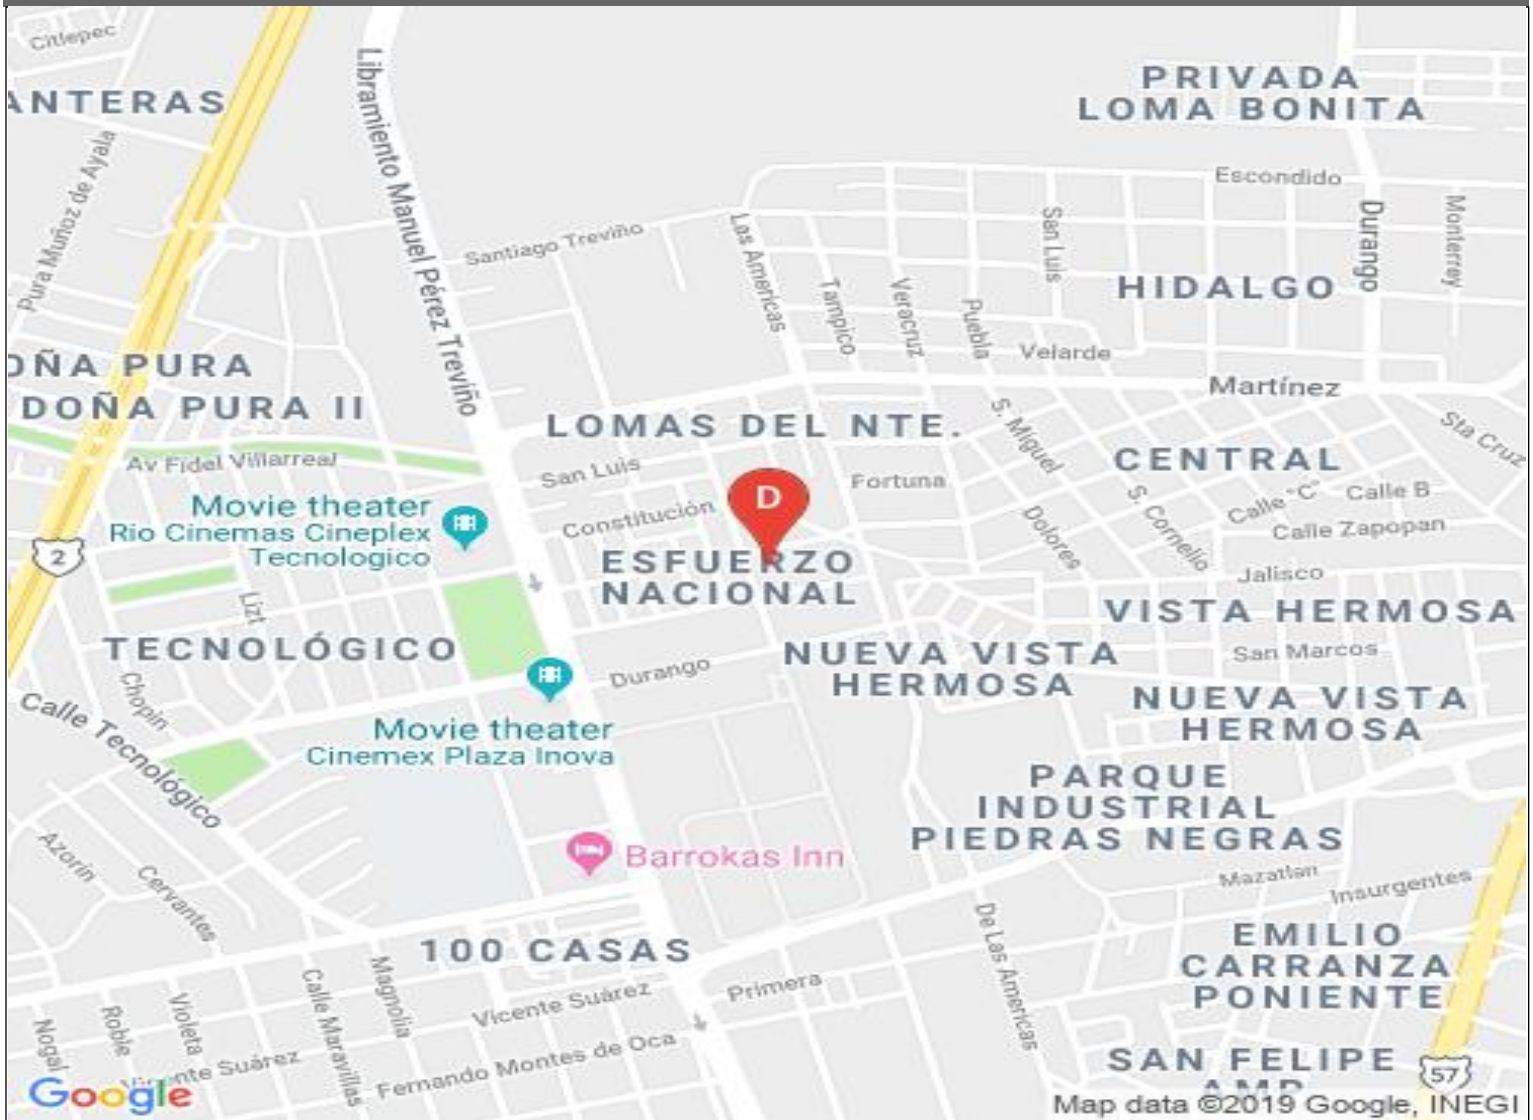 Citlepec
ANTERAS
Pura Muñoz de Ayala
Libramiento Manuel Pérez Treviño
PRIVADA
LOMA BONITA
Escondido
Durango
Monterrey
San Luis
Santiago Treviño
Las Americas
Tampico
Veracruz
Puebla
HIDALGO
Velarde
Martínez
OÑA PURA
DOÑA PURA II
LOMAS DEL NTE.
S. Miguel
Sta Cruz
Av Fidel Villarreal
San Luis
Fortuna
CENTRAL
Calle "C"
Calle B
Calle Zapopan
Movie theater
Rio Cinemas Cineplex
Tecnologico
Constitución
D
Dolores
S. Cornelio
2
ESFUERZO
NACIONAL
Jalisco
Lizt
VISTA HERMOSA
TECNOLÓGICO
NUEVA VISTA
HERMOSA
San Marcos
Durango
Chopin
NUEVA VISTA
HERMOSA
Calle Tecnológico
Movie theater
Cinemex Plaza Inova
PARQUE
INDUSTRIAL
PIEDRAS NEGRAS
Azorín
Cervantes
Barrokas Inn
Mazatlan
Insurgentes
De Las Americas
100 CASAS
EMILIO
CARRANZA
PONIENTE
Calle Maravillas
Magnolia
Vicente Suárez
Primera
Nogal
Roble
Violeta
Vicente Suárez
Fernando Montes de Oca
SAN FELIPE
AMP
57
Google
Map data ©2019 Google, INEGI